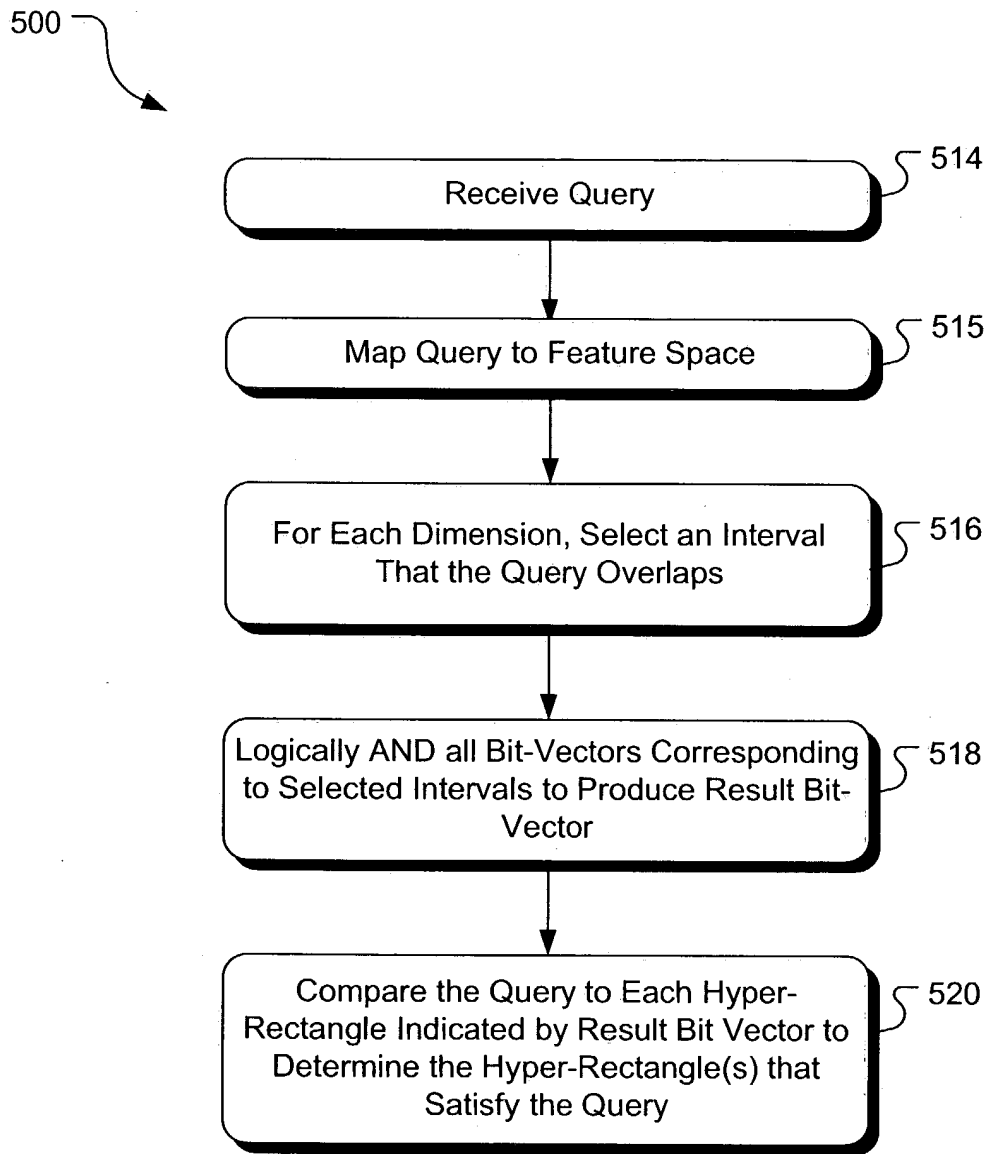 500
514
Receive Query
515
Map Query to Feature Space
516
For Each Dimension, Select an Interval
That the Query Overlaps
518
Logically AND all Bit-Vectors Corresponding
to Selected Intervals to Produce Result Bit-
Vector
520
Compare the Query to Each Hyper-
Rectangle Indicated by Result Bit Vector to
Determine the Hyper-Rectangle(s) that
Satisfy the Query